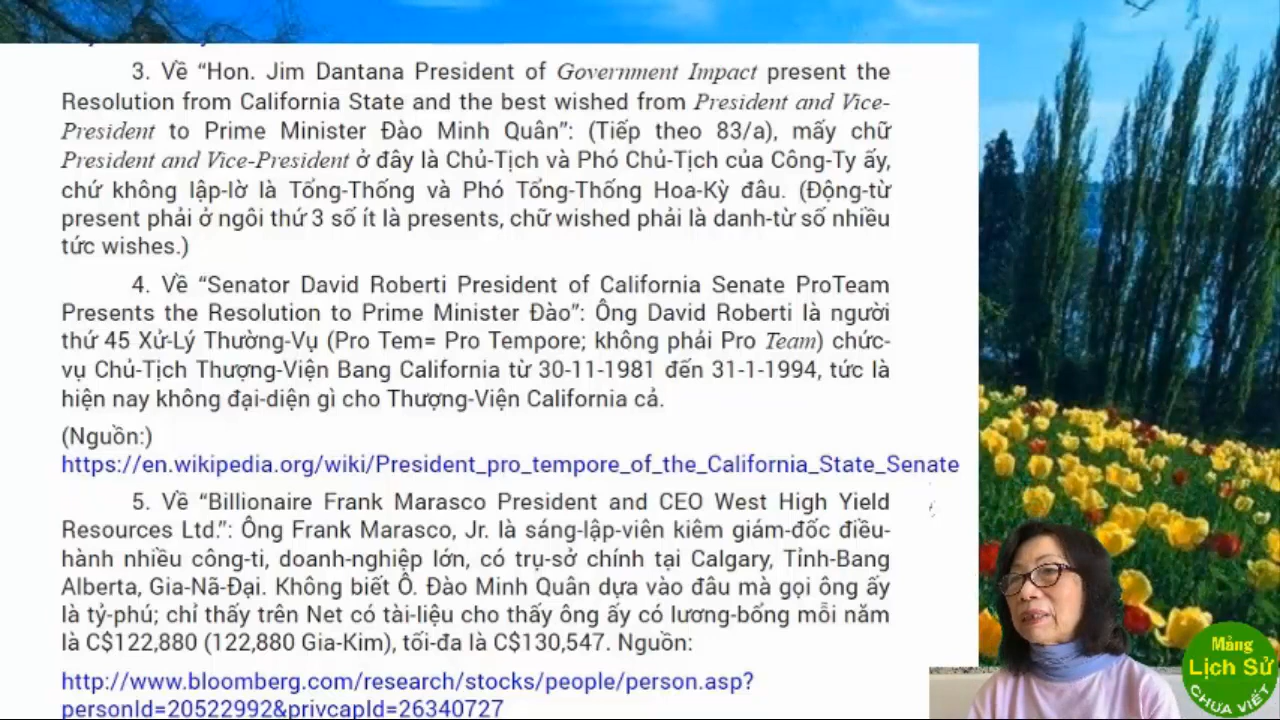 3. Về “Hon. Jim Dantana President of Government Impact present the
Resolution from California State and the best wished from President and Vice-
President to Prime Minister Đào Minh Quân”: (Tiếp theo 83/a), mấy chữ
President and Vice-President ở đây là Chủ-Tịch và Phó Chủ-Tịch của Công-Ty ấy,
chứ không lập-lờ là Tổng-Thống và Phó Tổng-Thống Hoa-Kỳ đâu. (Động-từ
present phải ở ngôi thứ 3 số ít là presents, chữ wished phải là danh-từ số nhiều
tức wishes.)
4. Về “Senator David Roberti President of California Senate ProTeam
Presents the Resolution to Prime Minister Đào”: Ông David Roberti là người
thứ 45 Xử-Lý Thường-Vụ (Pro Tem= Pro Tempore; không phải Pro Team) chức-
vụ Chủ-Tịch Thượng-Viện Bang California từ 30-11-1981 đến 31-1-1994, tức là
hiện nay không đại-diện gì cho Thượng-Viện California cả.
(Nguồn:)
https://en.wikipedia.org/wiki/President_pro_tempore_of_the_California_State_Senate
5. Về “Billionaire Frank Marasco President and CEO West High Yield
Resources Ltd.”: Ông Frank Marasco, Jr. là sáng-lập-viên kiêm giám-đốc điều-
hành nhiều công-ti, doanh-nghiệp lớn, có trụ-sở chính tại Calgary, Tỉnh-Bang
Alberta, Gia-Nã-Đại. Không biết Ô. Đào Minh Quân dựa vào đâu mà gọi ông ấy
là tỷ-phú; chỉ thấy trên Net có tài-liệu cho thấy ông ấy có lương-bổng mỗi năm
là C$122,880 (122,880 Gia-Kim), tối-đa là C$130,547. Nguồn:
http://www.bloomberg.com/research/stocks/people/person.asp?
personId=20522992&privcapId=26340727
Mảng
Lịch Sử
CHƯA VIẾT